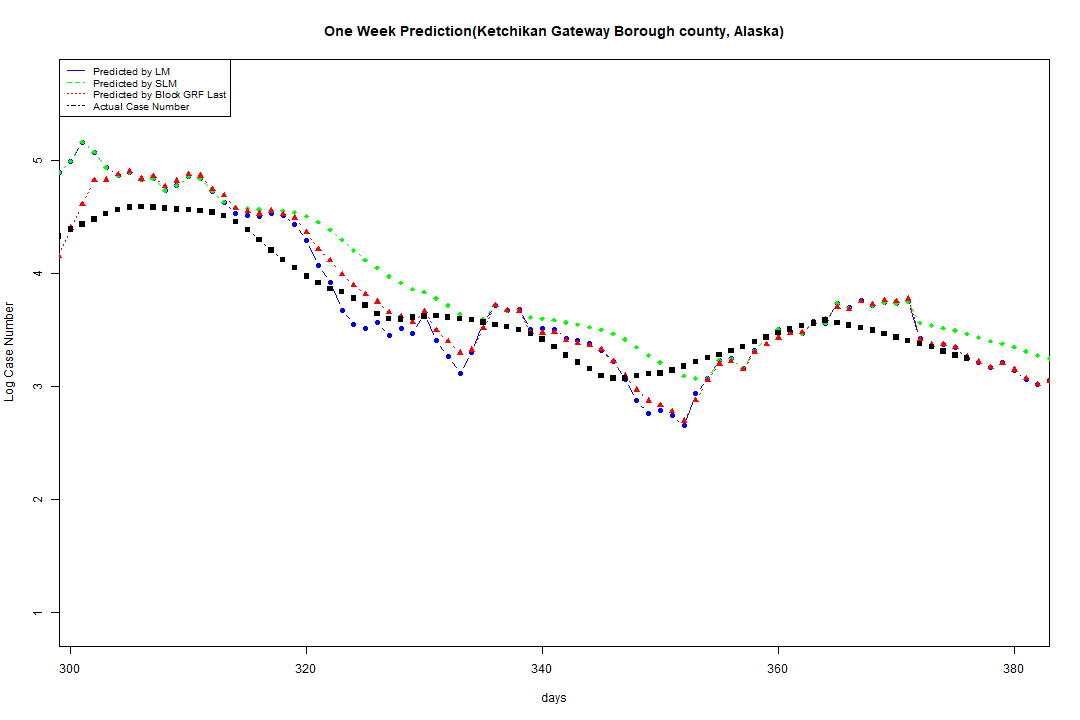 One Week Prediction(Ketchikan Gateway Borough county, Alaska)
Predicted by LM
Predicted by SLM
Predicted by Block GRF Last
Actual Case Number
5
4
3
2
1
Log Case Number
300 320 340 360 380
days